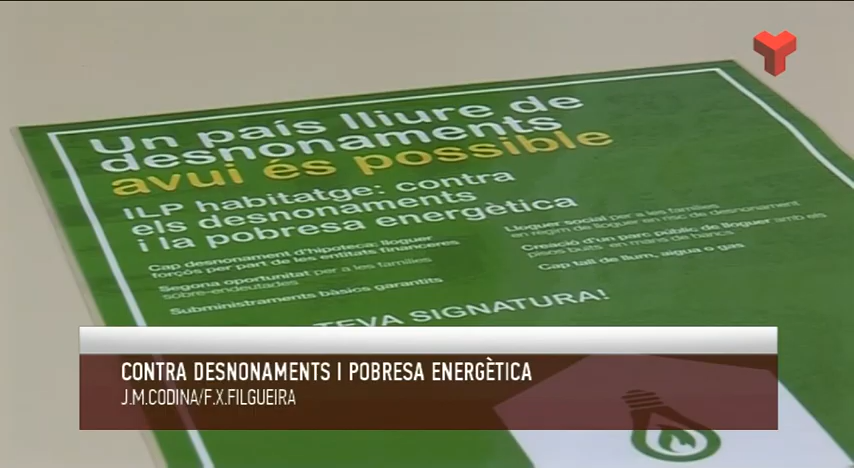 Un país lliure de
desnonaments
avui és possible
ILP habitatge: contra
els desnonaments
i la pobresa energètica
Cap desnonament d'hipoteca: lloguer
forçós per part de les entitats financeres
Segona oportunitat per a les famílies
sobre-endeutades
Subministraments bàsics garantits
Lloguer social per a les famílies
en règim de lloguer en risc de desnonament
Creació d'un parc públic de lloguer amb els
pisos buits en mans de bancs
Cap tall de llum, aigua o gas
TEVA SIGNATURA!
CONTRA DESNONAMENTS I POBRESA ENERGÈTICA
J.M.CODINA/F.X.FILGUEIRA